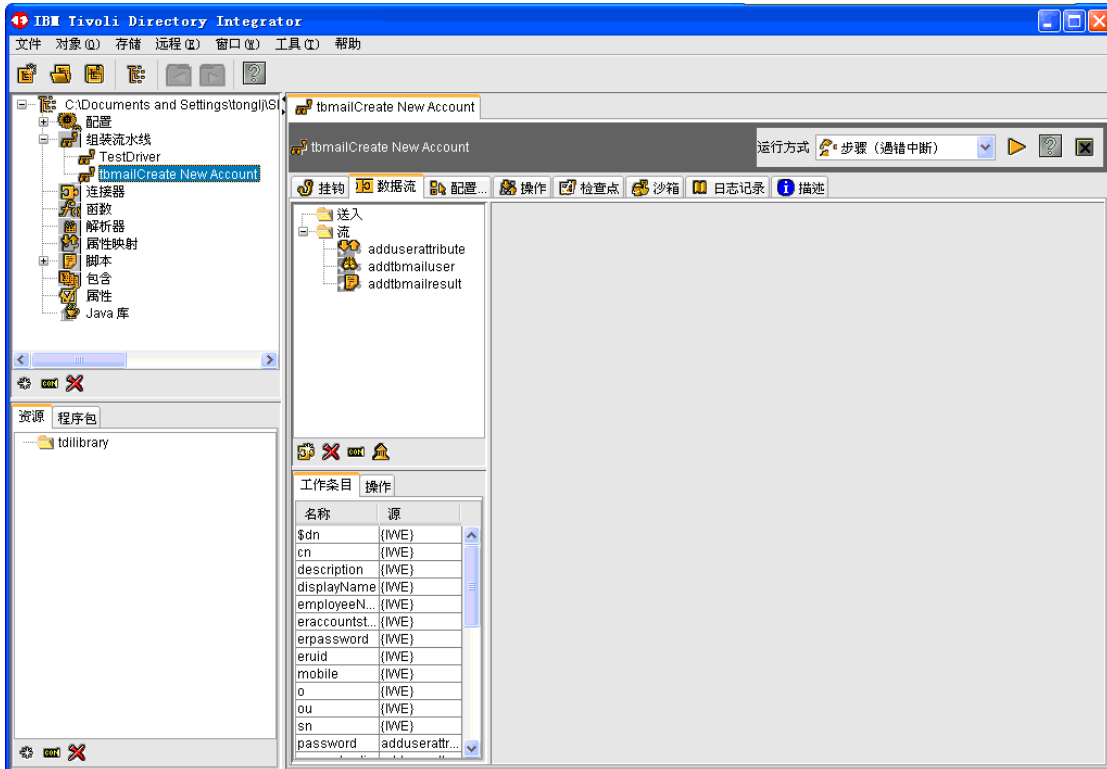 IBM Tivoli Directory Integrator
文件 对象(O) 存储 远程(E) 窗口(W) 工具(T) 帮助
C:\Documents and Settings\tonglj\SI
配置
组装流水线
TestDriver
tbmailCreate New Account
连接器
函数
解析器
属性映射
脚本
包含
属性
Java 库
资源 程序包
tdilibrary
tbmailCreate New Account
tbmailCreate New Account
运行方式 步骤（遇错中断）
挂钩 数据流 配置... 操作 检查点 沙箱 日志记录 描述
送入
流
adduserattribute
addtbmailuser
addtbmailresult
工作条目 操作
名称 源
$dn {IWE}
cn {IWE}
description {IWE}
displayName {IWE}
employeeN... {IWE}
eraccountst... {IWE}
erpassword {IWE}
eruid {IWE}
mobile {IWE}
o {IWE}
ou {IWE}
sn {IWE}
password adduserattr...